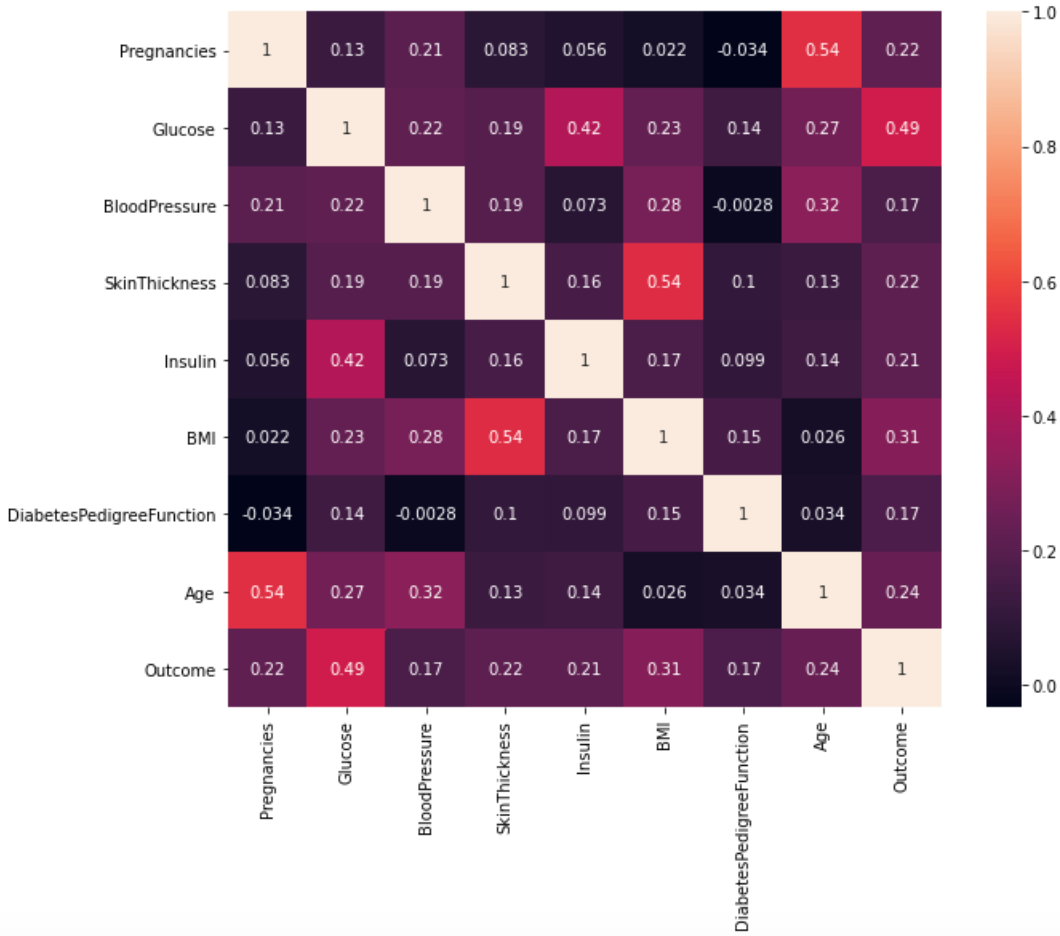 Pregnancies 1 0.13 0.21 0.083 0.056 0.022 -0.034 0.54 0.22
Glucose 0.13 1 0.22 0.19 0.42 0.23 0.14 0.27 0.49
BloodPressure 0.21 0.22 1 0.19 0.073 0.28 -0.0028 0.32 0.17
SkinThickness 0.083 0.19 0.19 1 0.16 0.54 0.1 0.13 0.22
Insulin 0.056 0.42 0.073 0.16 1 0.17 0.099 0.14 0.21
BMI 0.022 0.23 0.28 0.54 0.17 1 0.15 0.026 0.31
DiabetesPedigreeFunction -0.034 0.14 -0.0028 0.1 0.099 0.15 1 0.034 0.17
Age 0.54 0.27 0.32 0.13 0.14 0.026 0.034 1 0.24
Outcome 0.22 0.49 0.17 0.22 0.21 0.31 0.17 0.24 1
Pregnancies
Glucose
BloodPressure
SkinThickness
Insulin
BMI
DiabetesPedigreeFunction
Age
Outcome
1.0
0.8
0.6
0.4
0.2
0.0